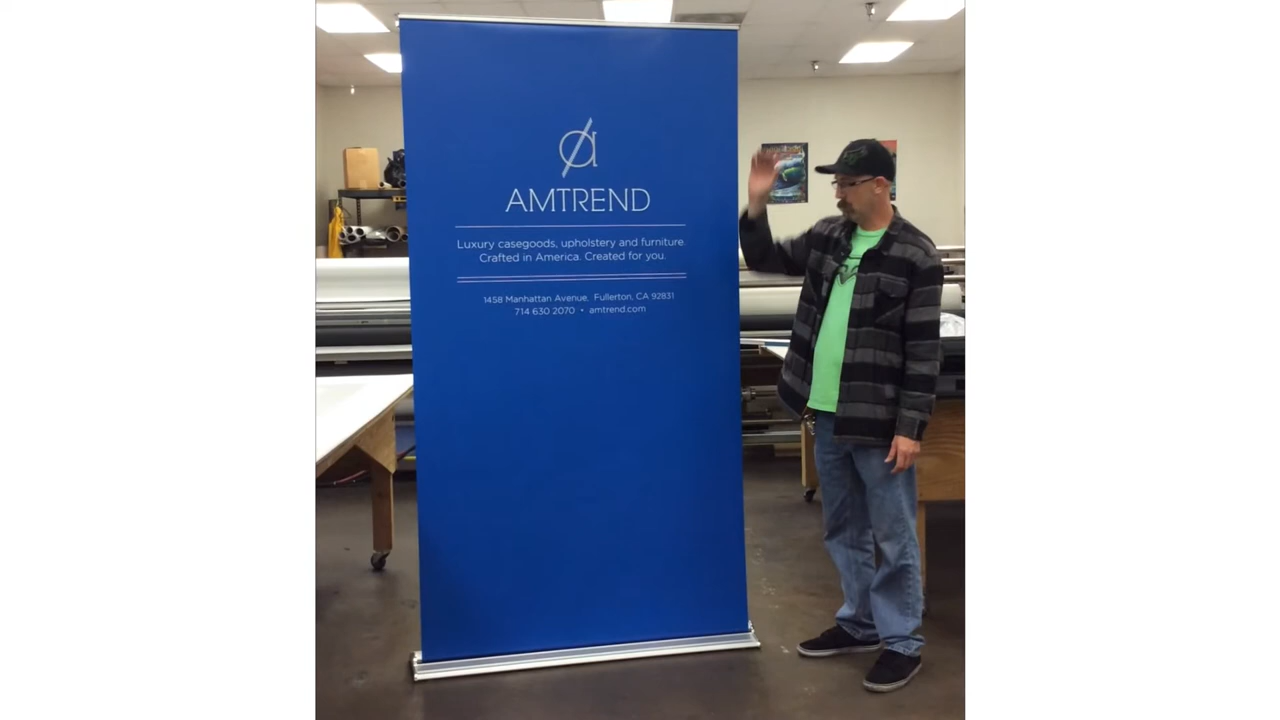 a
AMTREND
Luxury casegoods, upholstery and furniture.
Crafted in America. Created for you.
1458 Manhattan Avenue, Fullerton, CA 92831
714 630 2070 • amtrend.com